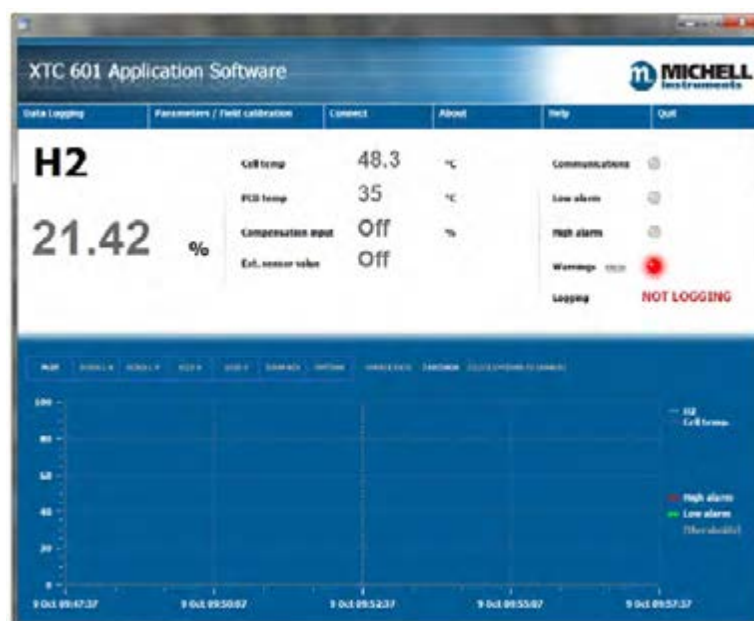 XTC 601 Application Software
MICHELL
Instruments
Data Logging Parameters / Field calibration Connect About Help Quit
H2
21.42 %
Cell temp 48.3 °C
PCB temp 35 °C
Compensation input Off %
Ext. sensor value Off
Communications
Low alarm
High alarm
Warnings
Logging NOT LOGGING
PLOT SCROLL X SCROLL Y
100
80
60
40
20
0
H2
Cell temp.
High alarm
Low alarm
9 Oct 09:47:37 9 Oct 09:50:07 9 Oct 09:52:37 9 Oct 09:55:07 9 Oct 09:57:37